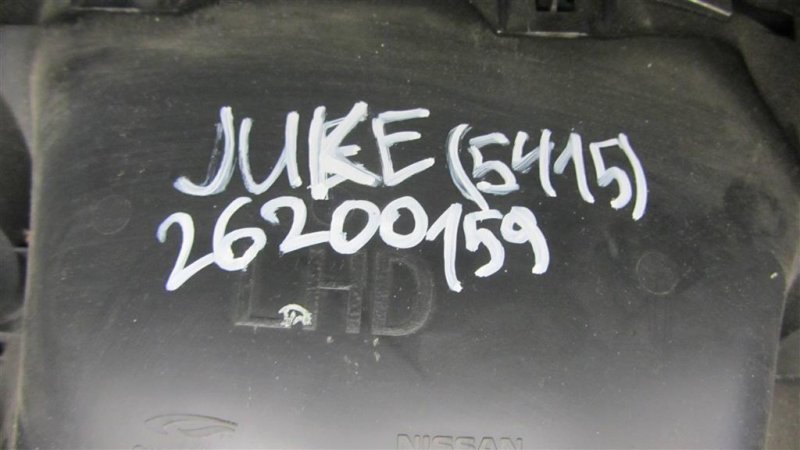 JUKE (5415)
26200159
LHD
NISSAN